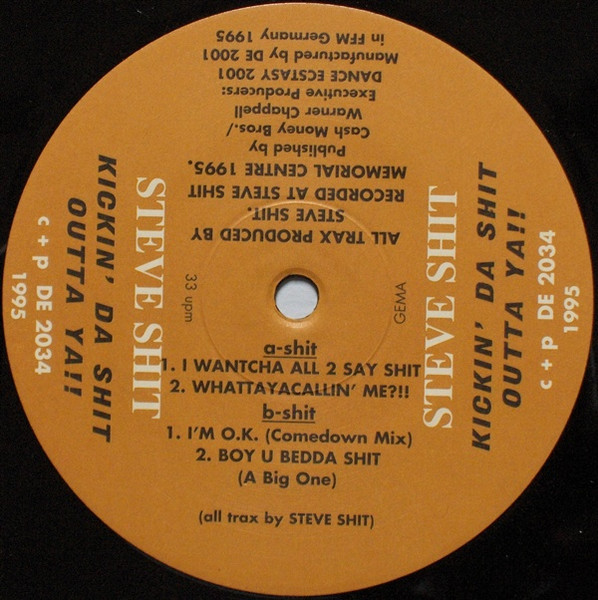 ALL TRAX PRODUCED BY
STEVE SHIT.
RECORDED AT STEVE SHIT
MEMORIAL CENTRE 1995.
Published by
Cash Money Bros./
Warner Chappell
Executive Producers:
DANCE ECSTASY 2001
Manufactured by DE 2001
in FFM Germany 1995
STEVE SHIT
KICKIN' DA SHIT
OUTTA YA!!
c + p DE 2034
1995
33 upm
GEMA
STEVE SHIT
KICKIN' DA SHIT
OUTTA YA!!
c + p DE 2034
1995
a-shit
1. I WANTCHA ALL 2 SAY SHIT
2. WHATTAYACALLIN' ME?!!
b-shit
1. I'M O.K. (Comedown Mix)
2. BOY U BEDDA SHIT
(A Big One)
(all trax by STEVE SHIT)